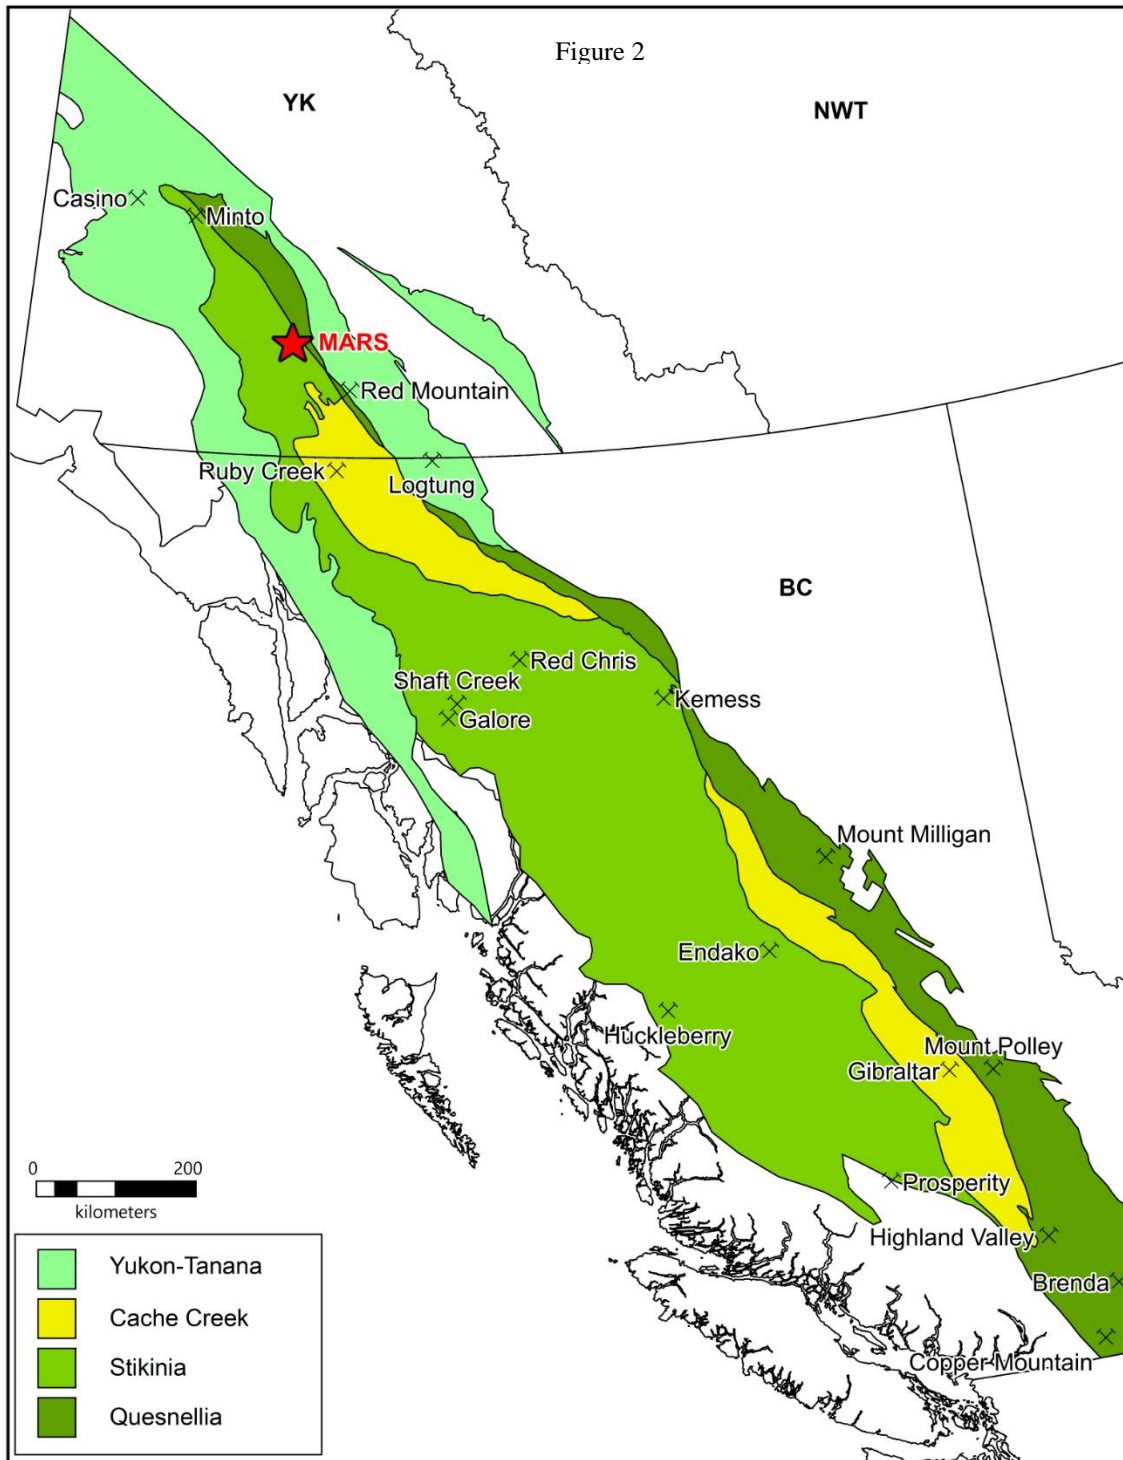 Figure 2
YK
NWT
Casino
Minto
MARS
Red Mountain
Ruby Creek
Logtung
BC
Red Chris
Shaft Creek
Galore
Kemess
Mount Milligan
Endako
Huckleberry
Mount Polley
Gibraltar
Prosperity
Highland Valley
Brenda
Copper Mountain
0 200
kilometers
Yukon-Tanana
Cache Creek
Stikinia
Quesnellia